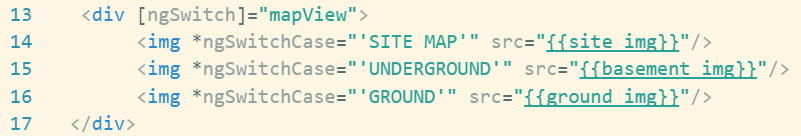 13 <div [ngSwitch]="mapView">
14 <img *ngSwitchCase="'SITE MAP'" src="{{site_img}}"/>
15 <img *ngSwitchCase="'UNDERGROUND'" src="{{basement_img}}"/>
16 <img *ngSwitchCase="'GROUND'" src="{{ground_img}}"/>
17 </div>